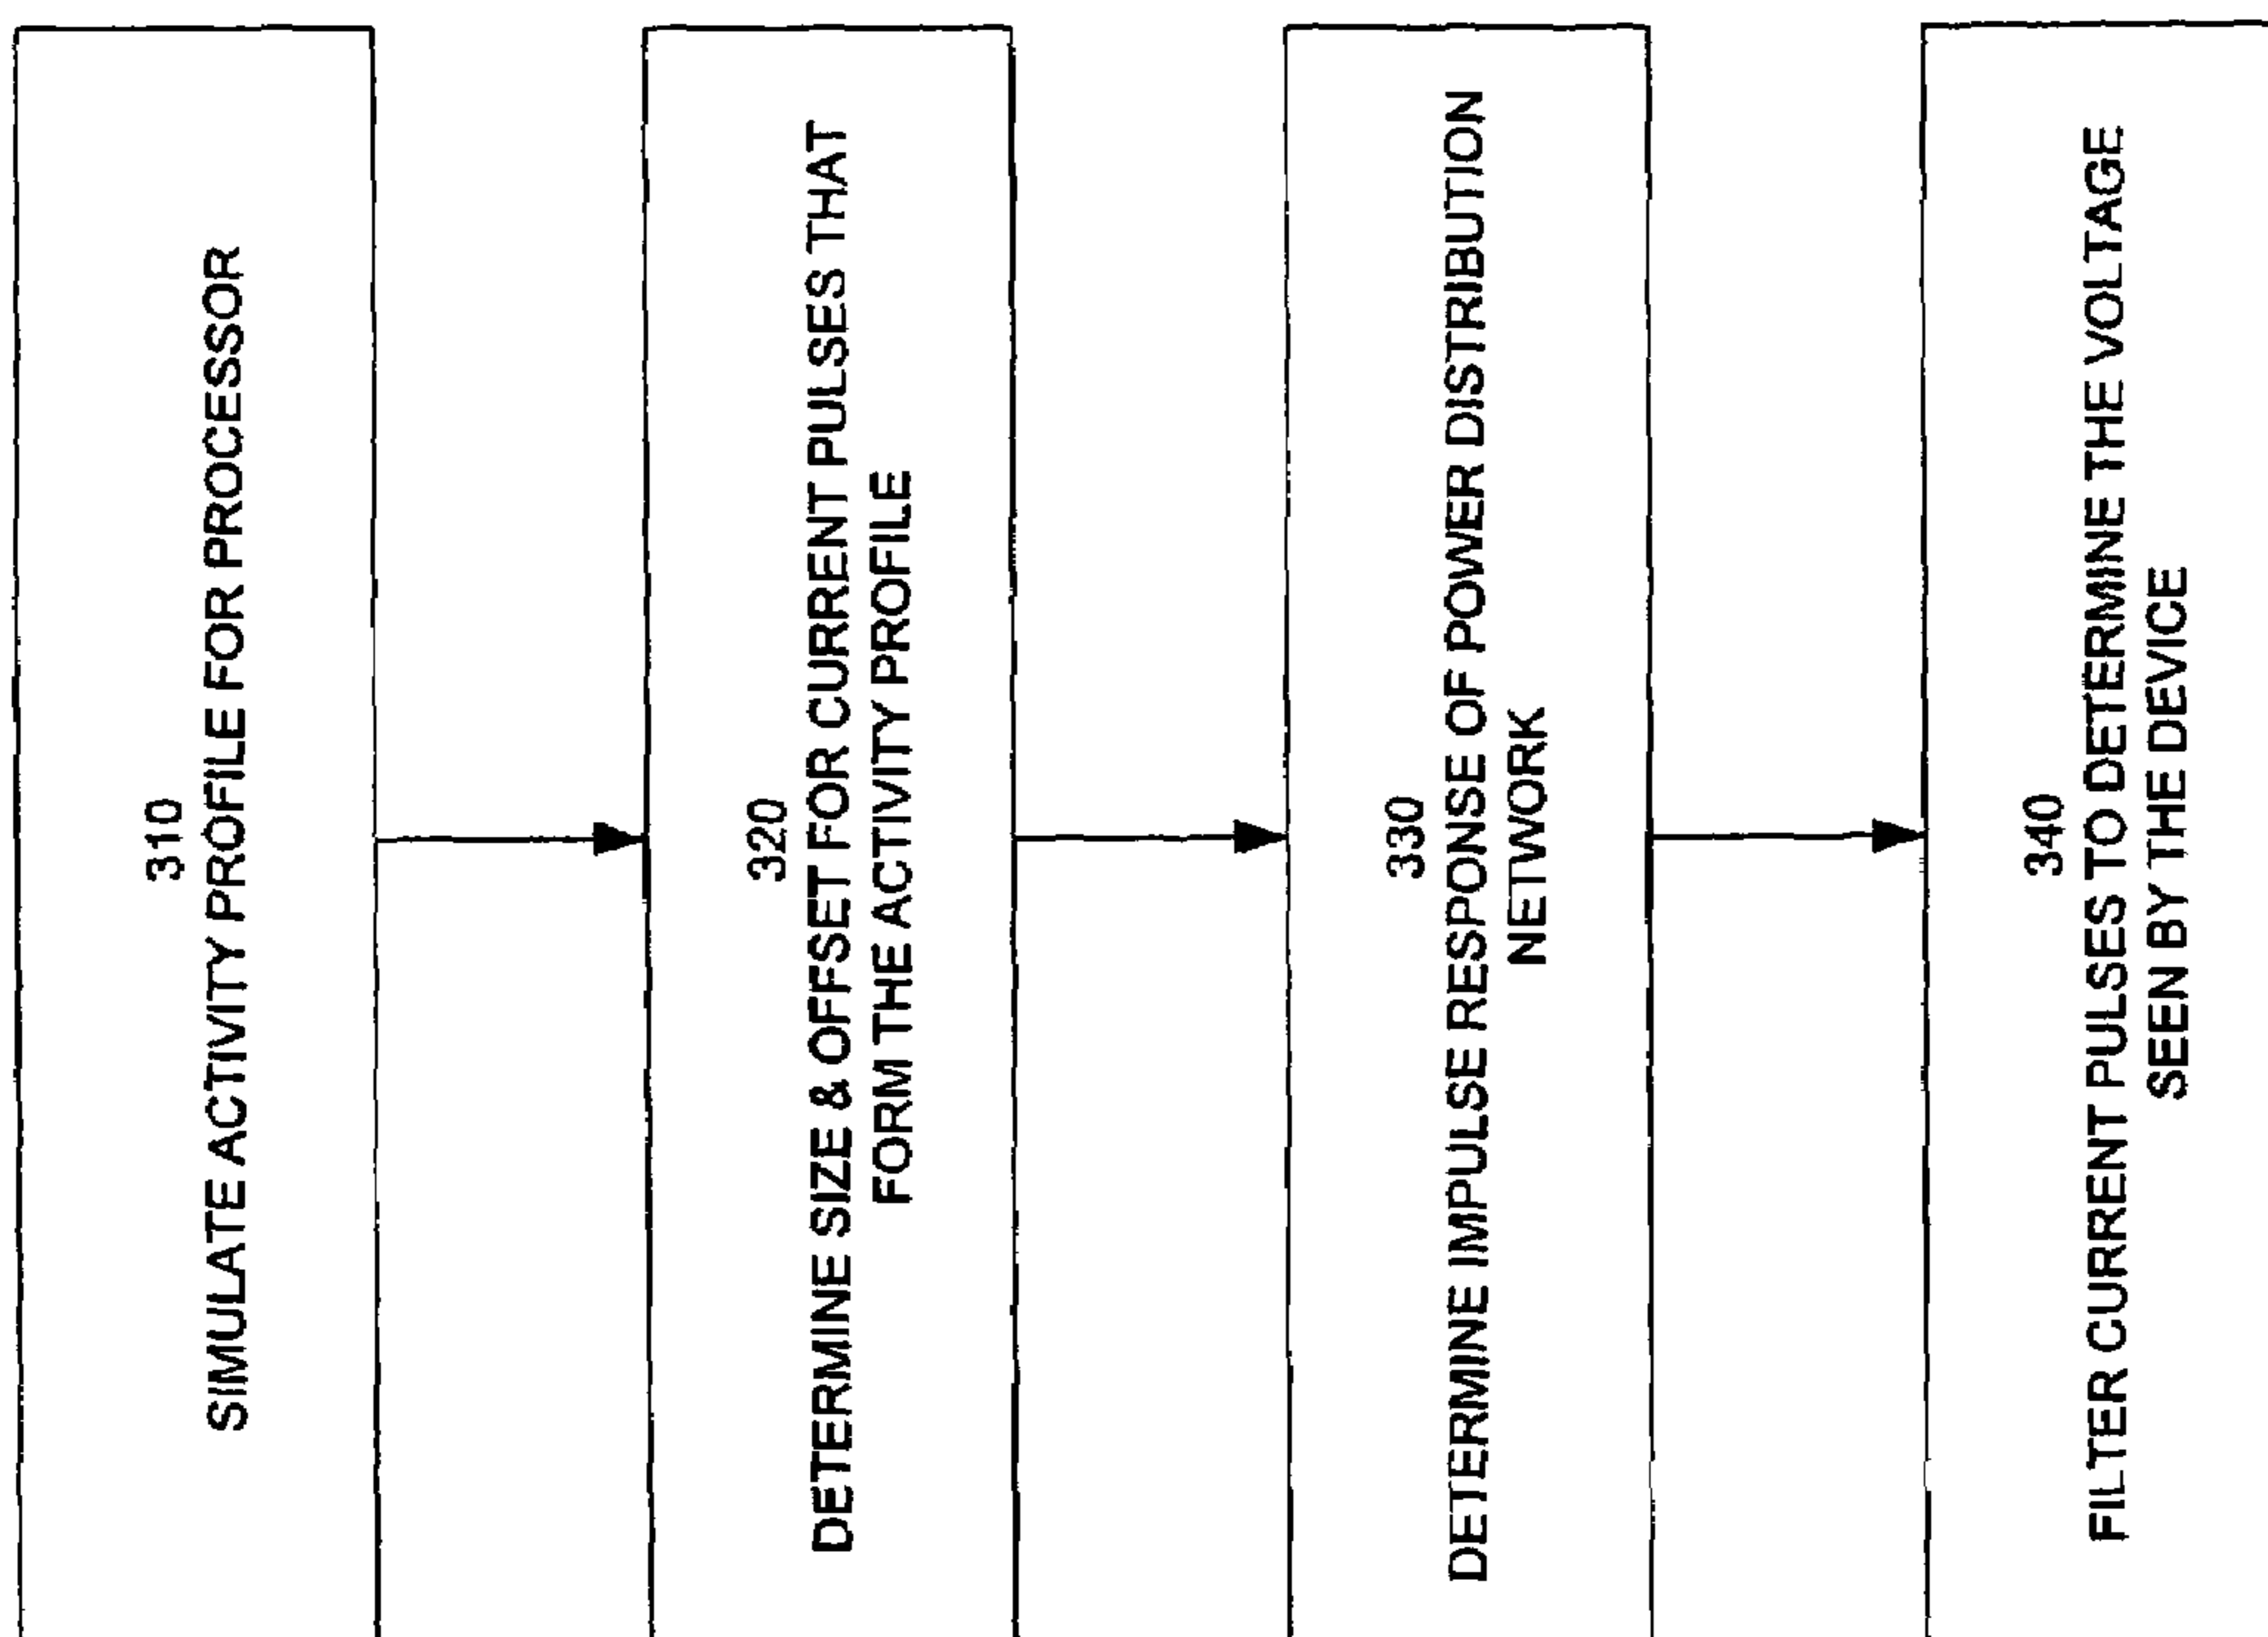 310
SIMULATE ACTIVITY PROFILE FOR PROCESSOR
320
DETERMINE SIZE & OFFSET FOR CURRENT PULSES THAT
FORM THE ACTIVITY PROFILE
330
DETERMINE IMPULSE RESPONSE OF POWER DISTRIBUTION
NETWORK
340
FILTER CURRENT PULSES TO DETERMINE THE VOLTAGE
SEEN BY THE DEVICE